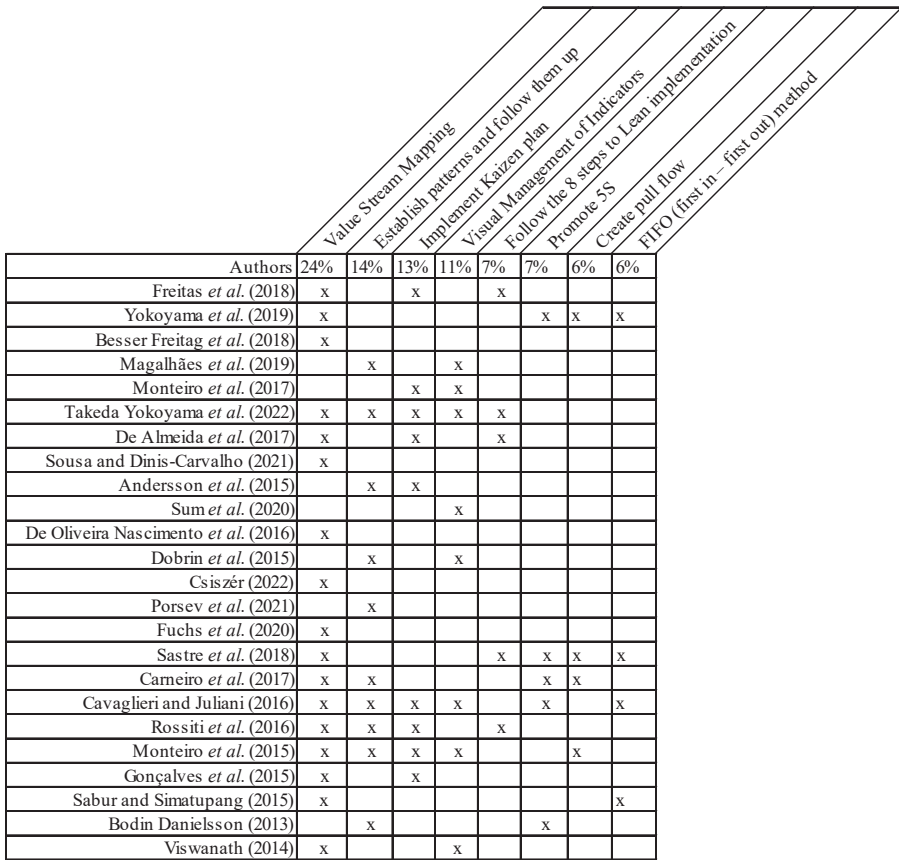 Value Stream Mapping
Establish patterns and follow them up
Implement Kaizen plan
Visual Management of Indicators
Follow the 8 steps to Lean implementation
Promote 5S
Create pull flow
FIFO (first in – first out) method
Authors 24% 14% 13% 11% 7% 7% 6% 6%
Freitas et al. (2018) x x x
Yokoyama et al. (2019) x x x x
Besser Freitag et al. (2018) x
Magalhães et al. (2019) x x
Monteiro et al. (2017) x x
Takeda Yokoyama et al. (2022) x x x x x
De Almeida et al. (2017) x x x
Sousa and Dinis-Carvalho (2021) x
Andersson et al. (2015) x x
Sum et al. (2020) x
De Oliveira Nascimento et al. (2016) x
Dobrin et al. (2015) x x
Csiszér (2022) x
Porsev et al. (2021) x
Fuchs et al. (2020) x
Sastre et al. (2018) x x x x x
Carneiro et al. (2017) x x x x
Cavaglieri and Juliani (2016) x x x x x x
Rossiti et al. (2016) x x x x
Monteiro et al. (2015) x x x x x
Gonçalves et al. (2015) x x
Sabur and Simatupang (2015) x x
Bodin Danielsson (2013) x x
Viswanath (2014) x x